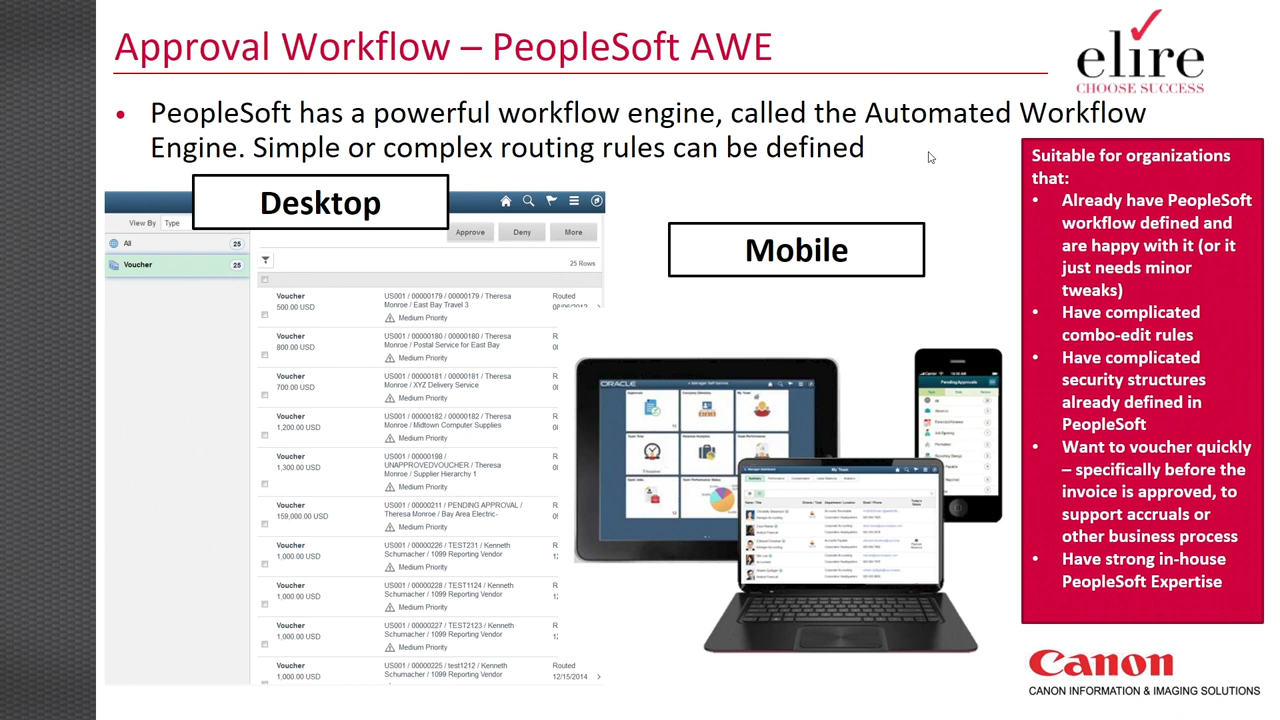 Approval Workflow – PeopleSoft AWE
elire
CHOOSE SUCCESS
• PeopleSoft has a powerful workflow engine, called the Automated Workflow
Engine. Simple or complex routing rules can be defined
Desktop
Mobile
View By Type
All 25
Voucher 25
Approve Deny More
25 Rows
Voucher US001 / 00000179 / 00000179 / Theresa Routed
500.00 USD Monroe / East Bay Travel 3
Medium Priority
Voucher US001 / 00000180 / 00000180 / Theresa
800.00 USD Monroe / Postal Service for East Bay
Medium Priority
Voucher US001 / 00000181 / 00000181 / Theresa
700.00 USD Monroe / XYZ Delivery Service
Medium Priority
Voucher US001 / 00000182 / 00000182 / Theresa
1,200.00 USD Monroe / Midtown Computer Supplies
Medium Priority
Voucher US001 / 00000198 /
1,300.00 USD UNAPPROVEDVOUCHER / Theresa
Monroe / Supplier Hierarchy 1
Medium Priority
Voucher US001 / 00000211 / PENDING APPROVAL /
159,000.00 USD Theresa Monroe / Bay Area Electric-
Medium Priority
Voucher US001 / 00000226 / TEST231 / Kenneth
1,000.00 USD Schumacher / 1099 Reporting Vendor
Medium Priority
Voucher US001 / 00000228 / TEST1124 / Kenneth
1,000.00 USD Schumacher / 1099 Reporting Vendor
Medium Priority
Voucher US001 / 00000227 / TEST2123 / Kenneth
1,000.00 USD Schumacher / 1099 Reporting Vendor
Medium Priority
Voucher US001 / 00000225 / test1212 / Kenneth Routed
1,000.00 USD Schumacher / 1099 Reporting Vendor 12/15/2014
ORACLE
Pending Approvals
My Team
Suitable for organizations
that:
• Already have PeopleSoft
workflow defined and
are happy with it (or it
just needs minor
tweaks)
• Have complicated
combo-edit rules
• Have complicated
security structures
already defined in
PeopleSoft
• Want to voucher quickly
– specifically before the
invoice is approved, to
support accruals or
other business process
• Have strong in-house
PeopleSoft Expertise
Canon
CANON INFORMATION & IMAGING SOLUTIONS